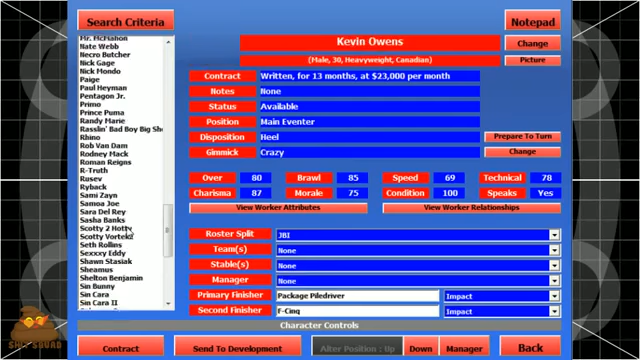 Search Criteria
Notepad
Mr. McMahon
Nate Webb
Necro Butcher
Nick Gage
Nick Mondo
Paige
Paul Heyman
Pentagon Jr.
Primo
Prince Puma
Randy Marie
Rasslin' Bad Boy Big Sho
Rhino
Rob Van Dam
Rodney Mack
Roman Reigns
R-Truth
Rusev
Ryback
Sami Zayn
Samoa Joe
Sara Del Rey
Sasha Banks
Scotty 2 Hotty
Scotty Vortekz
Seth Rollins
Sexxxy Eddy
Shawn Stasiak
Sheamus
Shelton Benjamin
Sin Bunny
Sin Cara
Sin Cara II
Kevin Owens
Change
(Male, 30, Heavyweight, Canadian)
Picture
Contract Written, for 13 months, at $23,000 per month
Notes None
Status Available
Position Main Eventer
Disposition Heel Prepare To Turn
Gimmick Crazy Change
Over 80 Brawl 85 Speed 69 Technical 78
Charisma 87 Morale 75 Condition 100 Speaks Yes
View Worker Attributes View Worker Relationships
Roster Split JBI
Team(s) None
Stable(s) None
Manager None
Primary Finisher Package Piledriver Impact
Second Finisher F-Cinq Impact
Character Controls
Contract Send To Development Alter Position : Up Down Manager Back
SHIT SQUAD